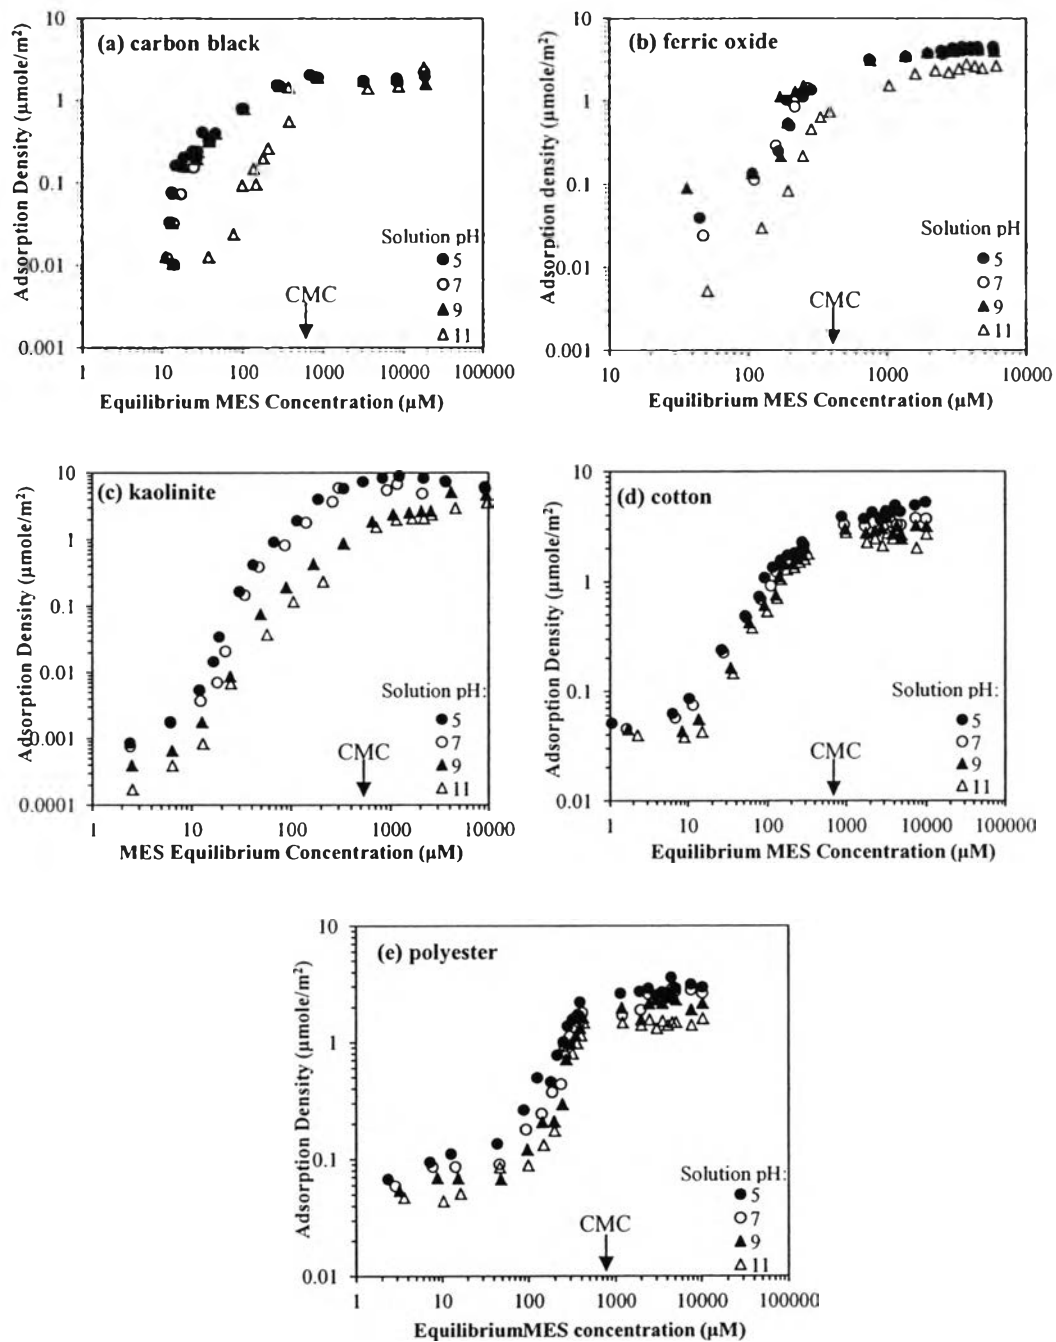 (a) carbon black
Adsorption Density (μmole/m²)
10
1
0.1
0.01
0.001
Solution pH
5
7
9
11
CMC
1 10 100 1000 10000 100000
Equilibrium MES Concentration (μM)
(b) ferric oxide
Adsorption density (μmole/m²)
10
1
0.1
0.01
0.001
Solution pH
5
7
9
11
CMC
10 100 1000 10000
Equilibrium MES Concentration (μM)
(c) kaolinite
Adsorption Density (μmole/m²)
10
1
0.1
0.01
0.001
0.0001
Solution pH:
5
7
9
11
CMC
1 10 100 1000 10000
MES Equilibrium Concentration (μM)
(d) cotton
Adsorption Density (μmole/m²)
10
1
0.1
0.01
Solution pH:
5
7
9
11
CMC
1 10 100 1000 10000 100000
Equilibrium MES Concentration (μM)
(e) polyester
Adsorption Density (μmole/m²)
10
1
0.1
0.01
Solution pH:
5
7
9
11
CMC
1 10 100 1000 10000 100000
EquilibriumMES concentration (μM)